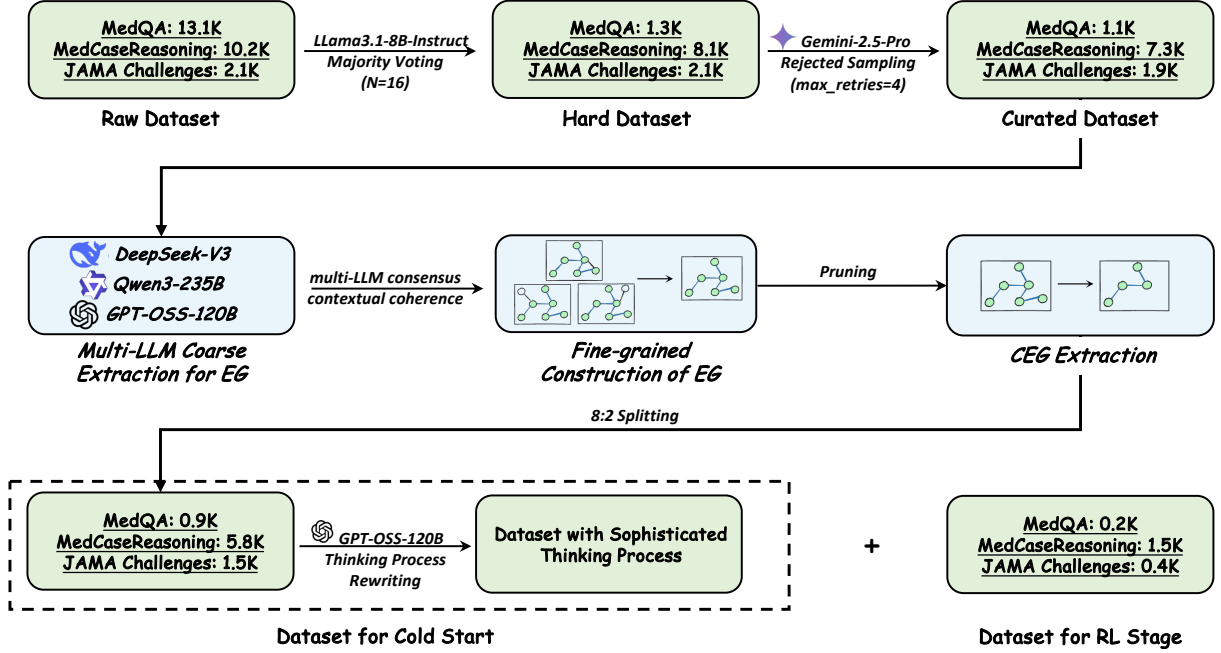 MedQA: 13.1K
MedCaseReasoning: 10.2K
JAMA Challenges: 2.1K
Raw Dataset
LLama3.1-8B-Instruct
Majority Voting
(N=16)
MedQA: 1.3K
MedCaseReasoning: 8.1K
JAMA Challenges: 2.1K
Hard Dataset
Gemini-2.5-Pro
Rejected Sampling
(max_retries=4)
MedQA: 1.1K
MedCaseReasoning: 7.3K
JAMA Challenges: 1.9K
Curated Dataset
DeepSeek-V3
Qwen3-235B
GPT-OSS-120B
Multi-LLM Coarse
Extraction for EG
multi-LLM consensus
contextual coherence
Fine-grained
Construction of EG
Pruning
CEG Extraction
8:2 Splitting
MedQA: 0.9K
MedCaseReasoning: 5.8K
JAMA Challenges: 1.5K
GPT-OSS-120B
Thinking Process
Rewriting
Dataset with Sophisticated
Thinking Process
+
MedQA: 0.2K
MedCaseReasoning: 1.5K
JAMA Challenges: 0.4K
Dataset for Cold Start
Dataset for RL Stage